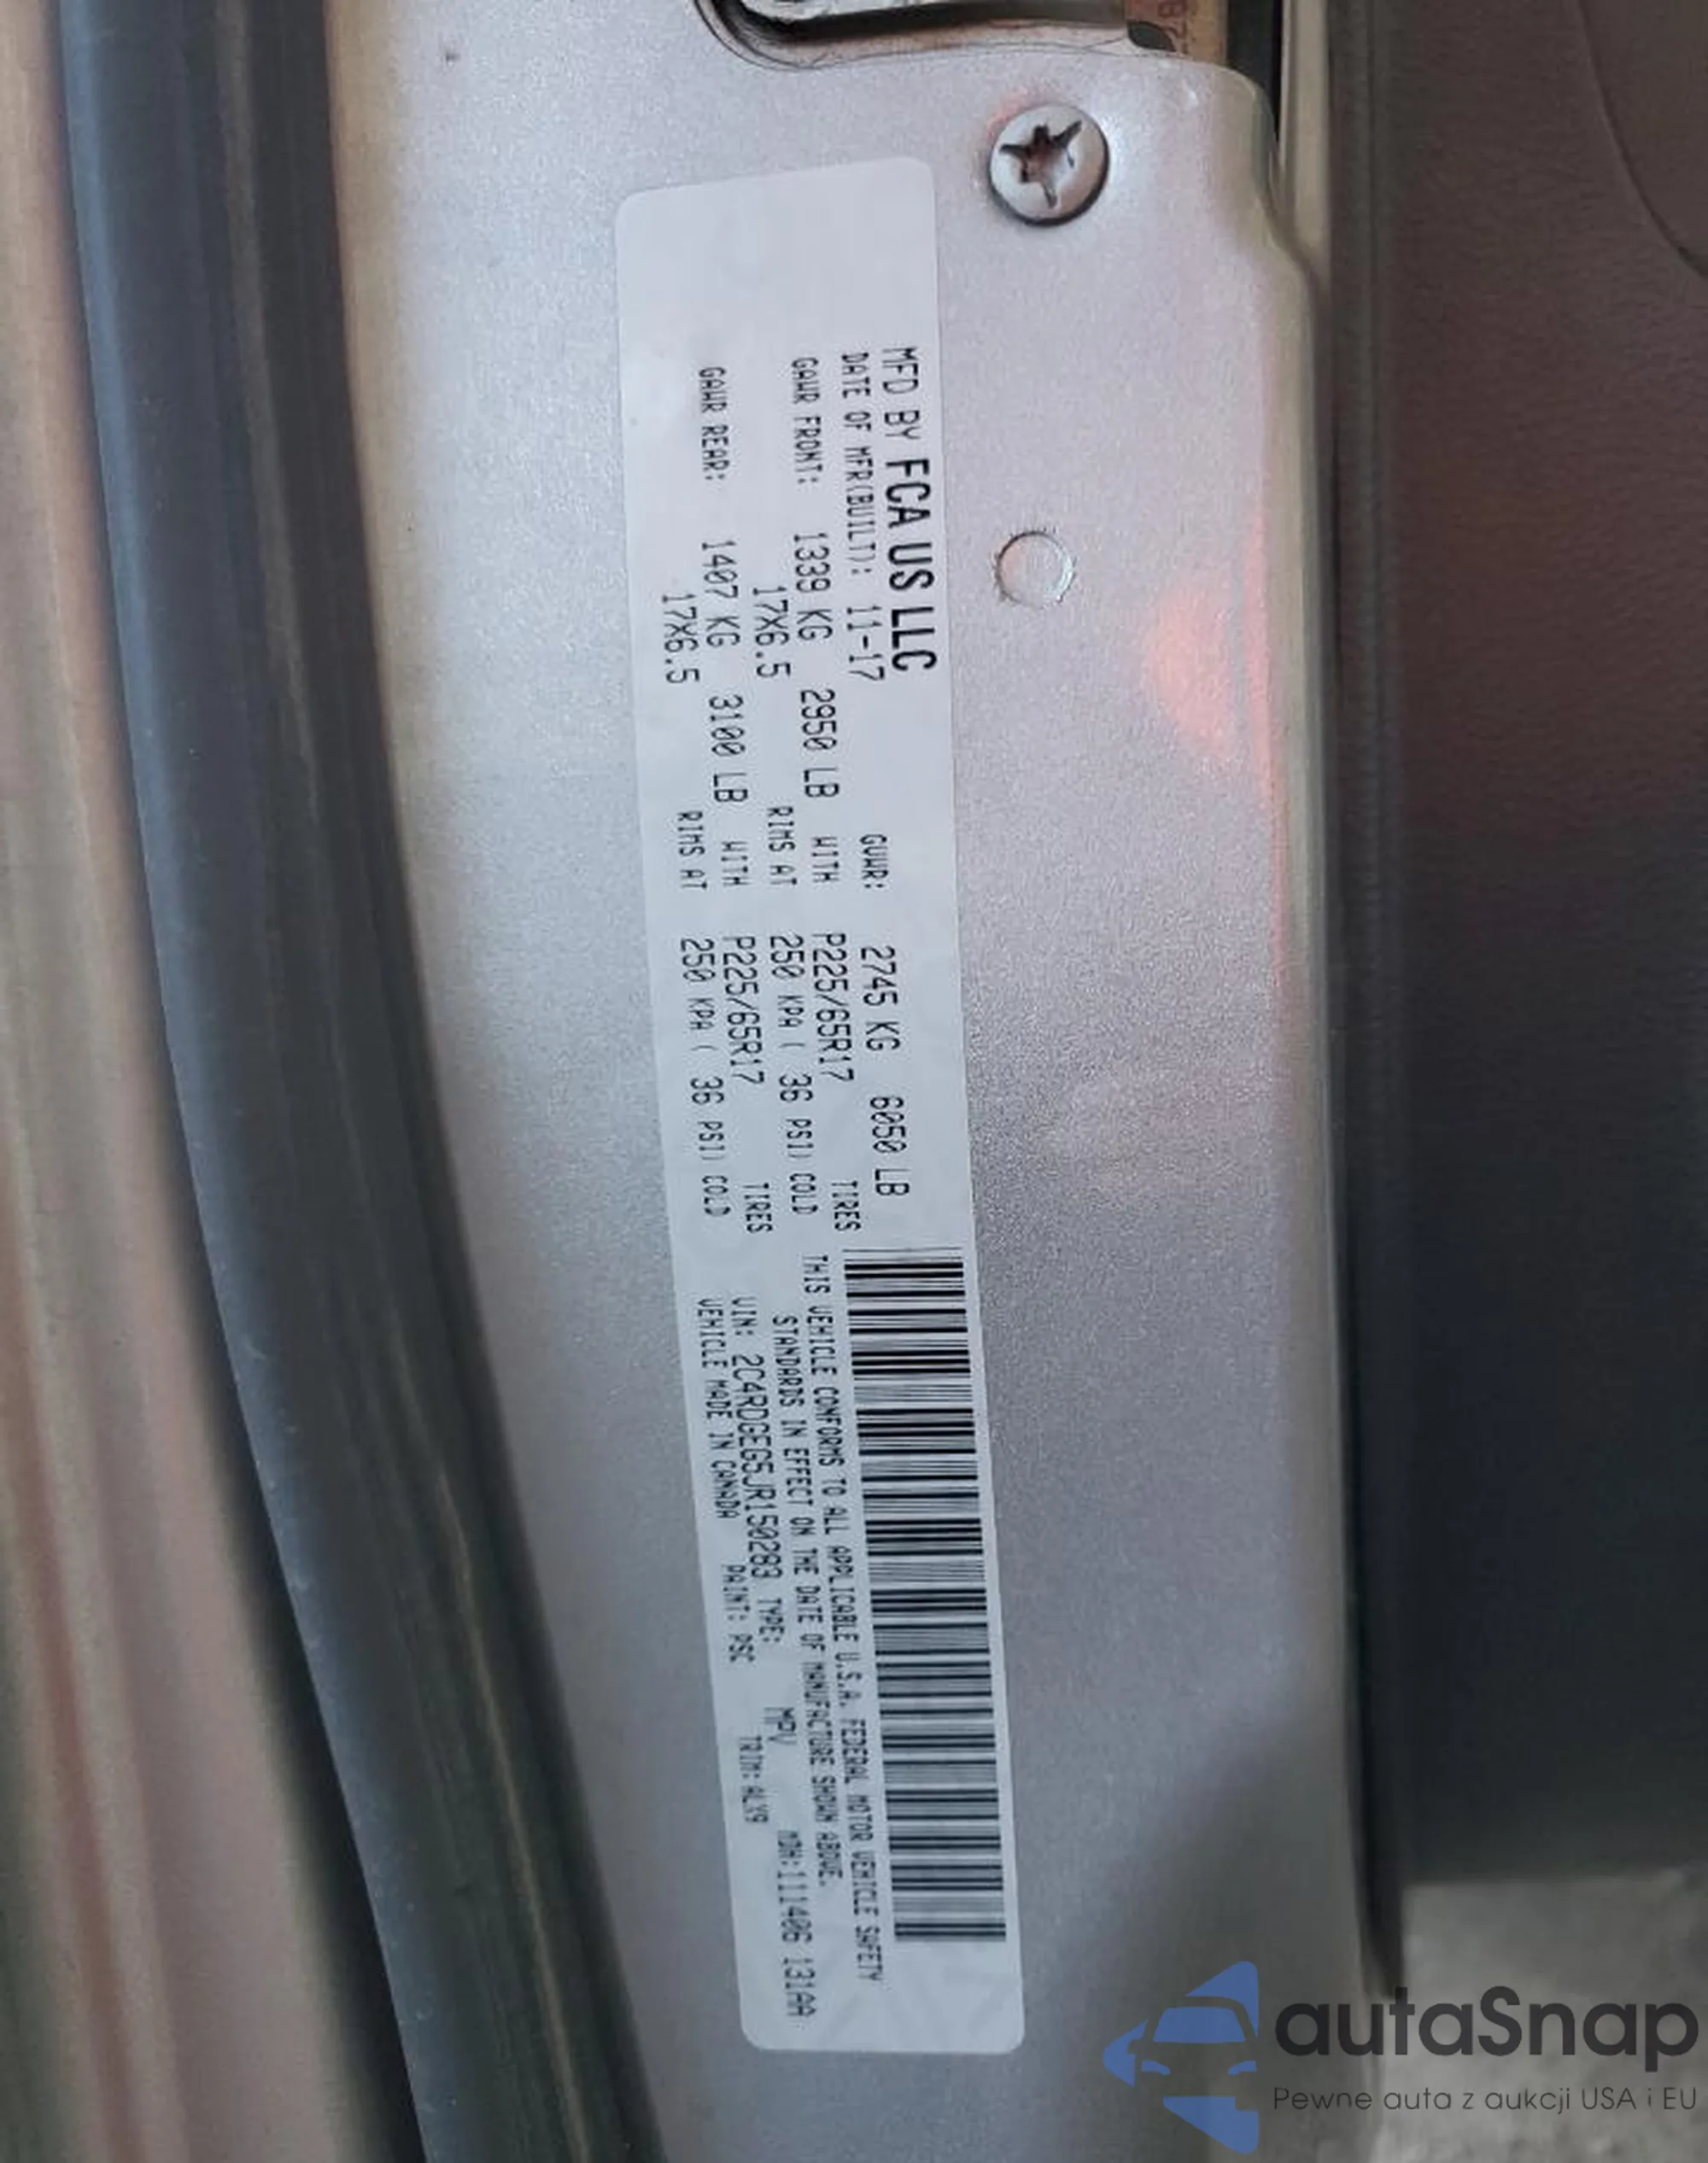 MFD BY FCA US LLC
DATE OF MFR(BUILT): 11-17 GVWR: 2745 KG 6050 LB
GAWR FRONT: 1339 KG 2950 LB WITH P225/65R17 TIRES
17X6.5 RIMS AT 250 KPA ( 36 PSI) COLD
GAWR REAR: 1407 KG 3100 LB WITH P225/65R17 TIRES
17X6.5 RIMS AT 250 KPA ( 36 PSI) COLD
THIS VEHICLE CONFORMS TO ALL APPLICABLE U.S.A. FEDERAL MOTOR VEHICLE SAFETY
STANDARDS IN EFFECT ON THE DATE OF MANUFACTURE SHOWN ABOVE.
VIN: 2C4RDGEG5JR150283 TYPE: MPV MDH:111406 131AA
VEHICLE MADE IN CANADA PAINT: PSC TRIM: ALX9
autaSnap
Pewne auta z aukcji USA i EU